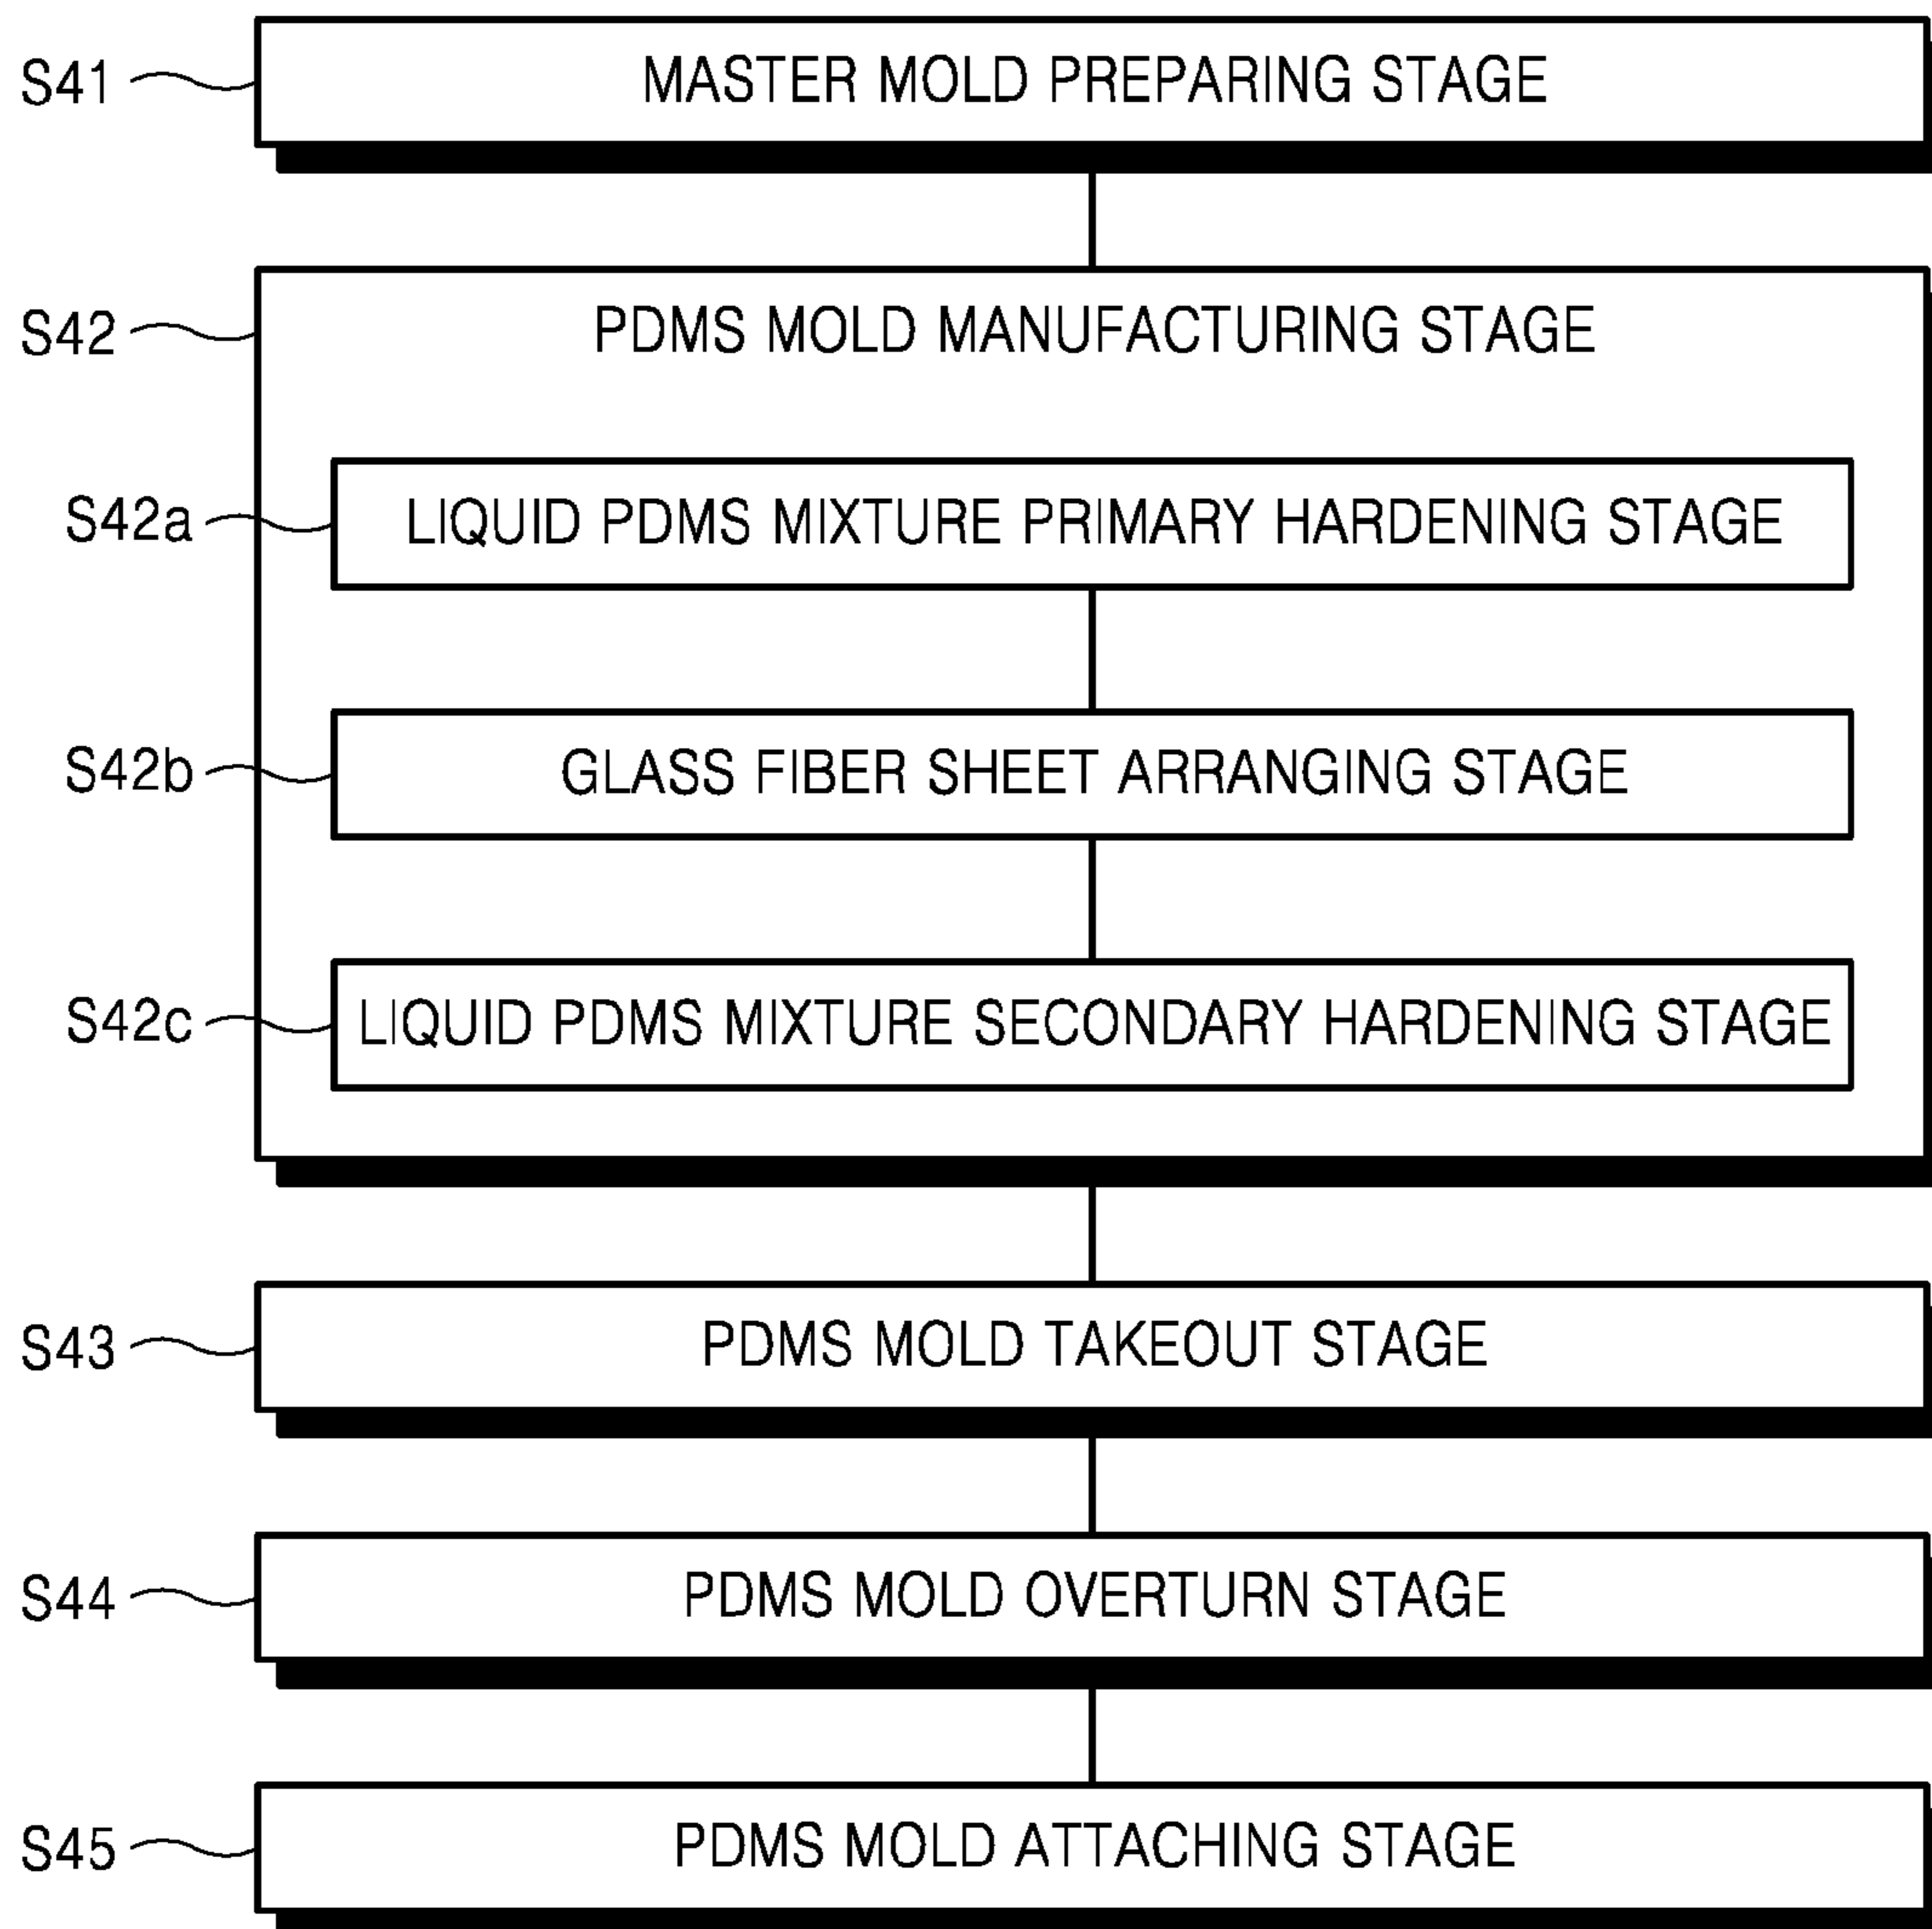 S41 MASTER MOLD PREPARING STAGE
S42 PDMS MOLD MANUFACTURING STAGE
S42a LIQUID PDMS MIXTURE PRIMARY HARDENING STAGE
S42b GLASS FIBER SHEET ARRANGING STAGE
S42c LIQUID PDMS MIXTURE SECONDARY HARDENING STAGE
S43 PDMS MOLD TAKEOUT STAGE
S44 PDMS MOLD OVERTURN STAGE
S45 PDMS MOLD ATTACHING STAGE